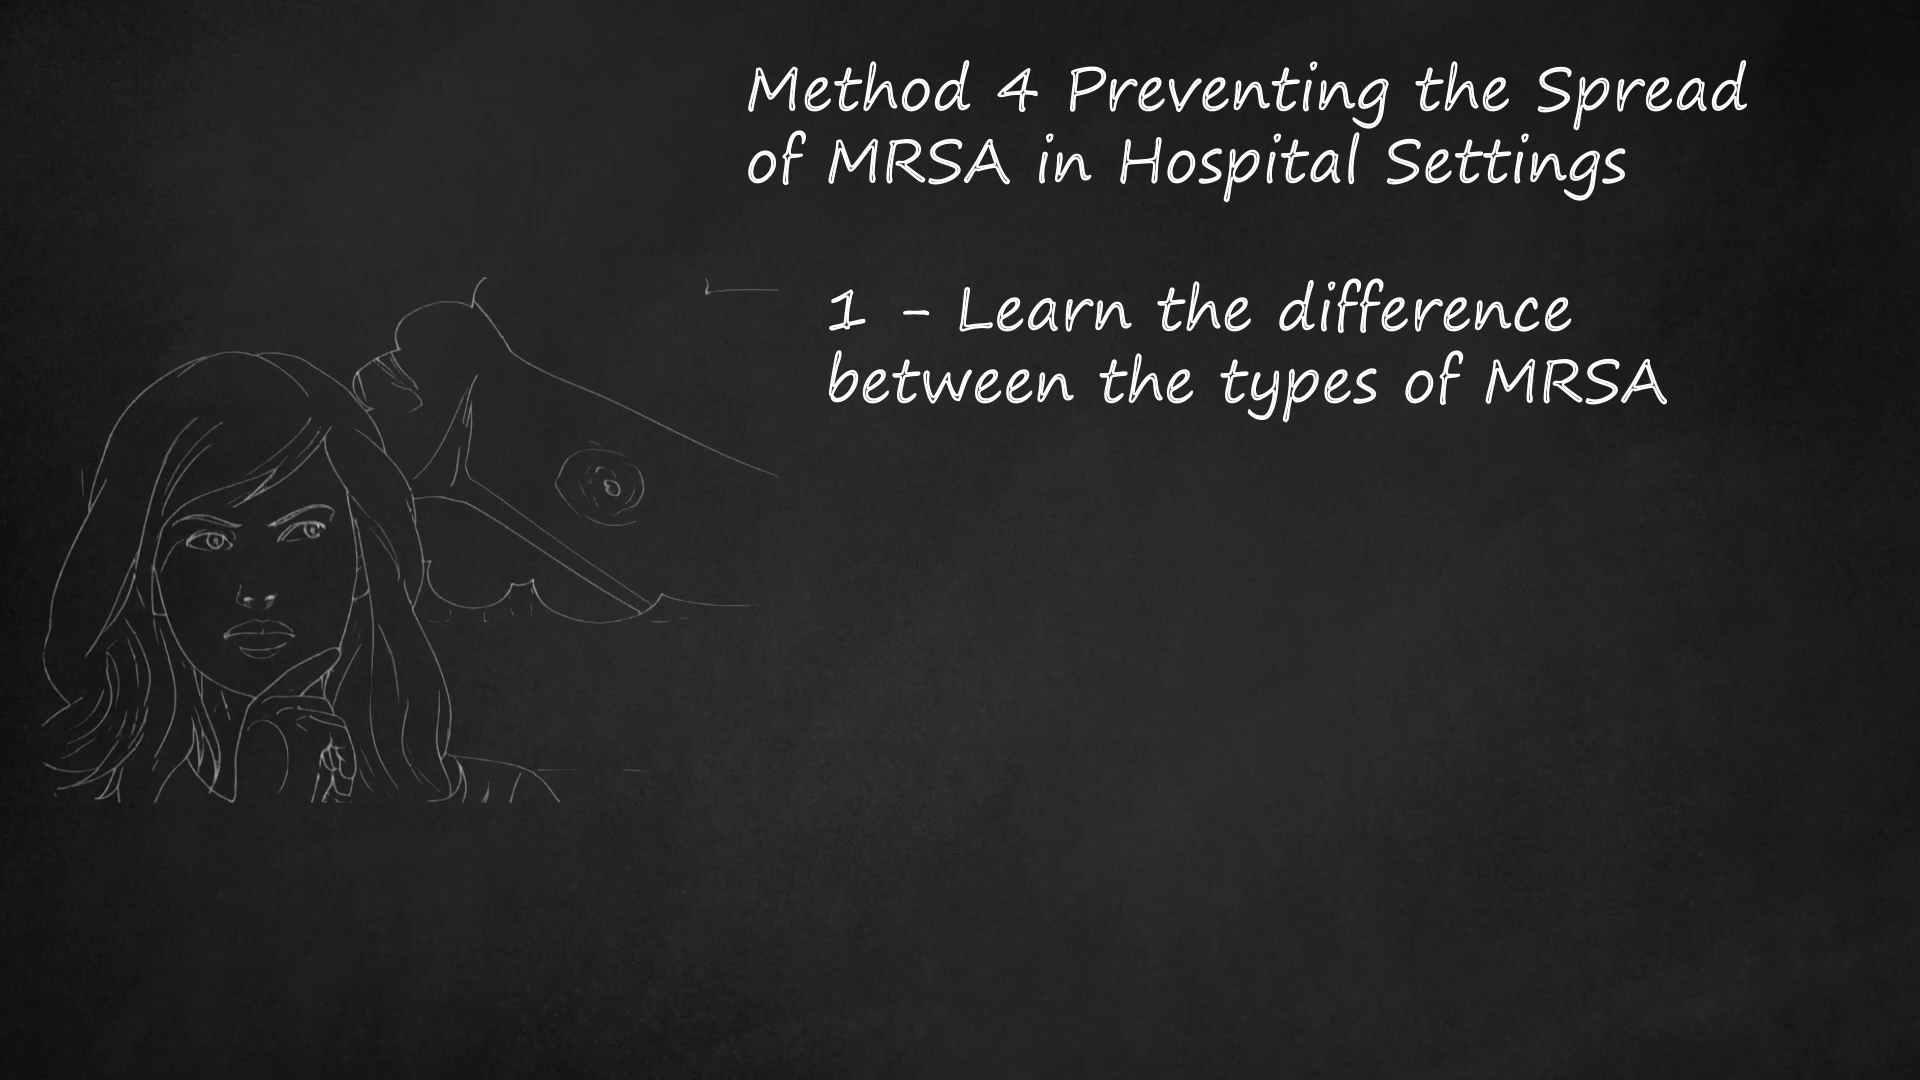 Method 4 Preventing the Spread
of MRSA in Hospital Settings
1 - Learn the difference
between the types of MRSA